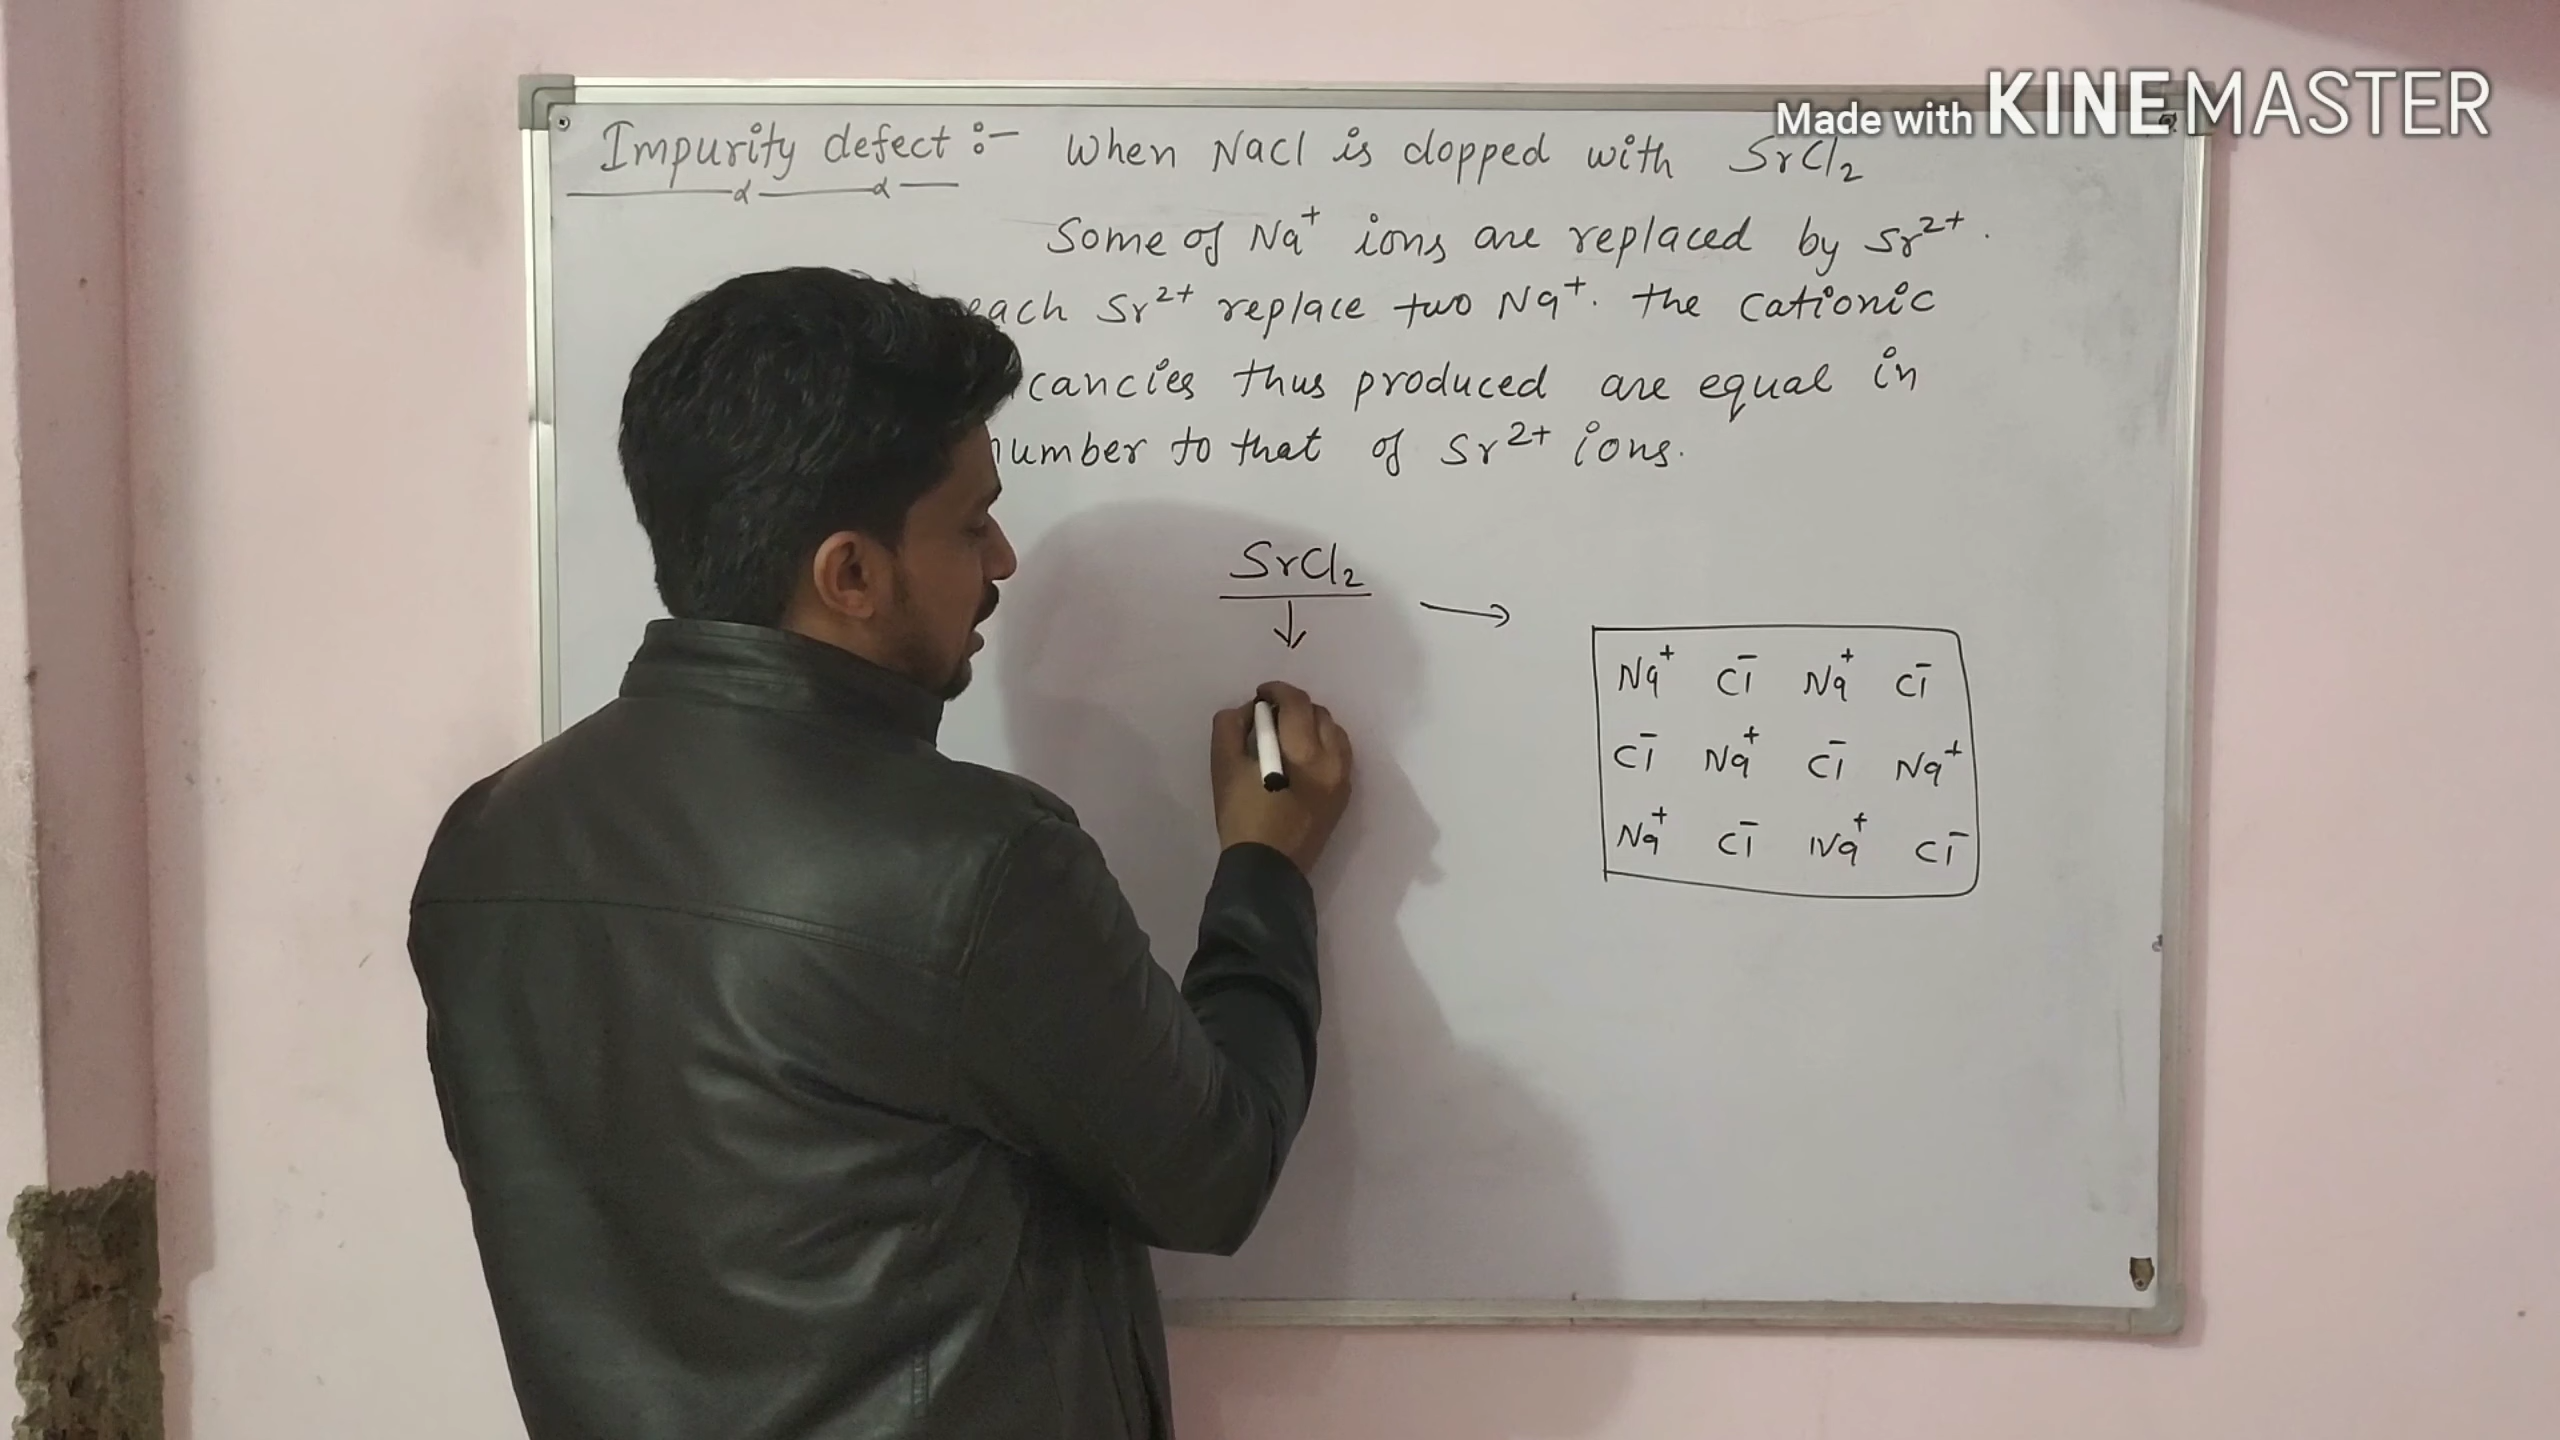 Made with KINEMASTER
Impurity defect :- When NaCl is dopped with SrCl₂
Some of Na⁺ ions are replaced by Sr²⁺.
each Sr²⁺ replace two Na⁺. the cationic
cancies thus produced are equal in
number to that of Sr²⁺ ions.
SrCl₂
↓ →
Na⁺ Cl⁻ Na⁺ Cl⁻
Cl⁻ Na⁺ Cl⁻ Na⁺
Na⁺ Cl⁻ Na⁺ Cl⁻